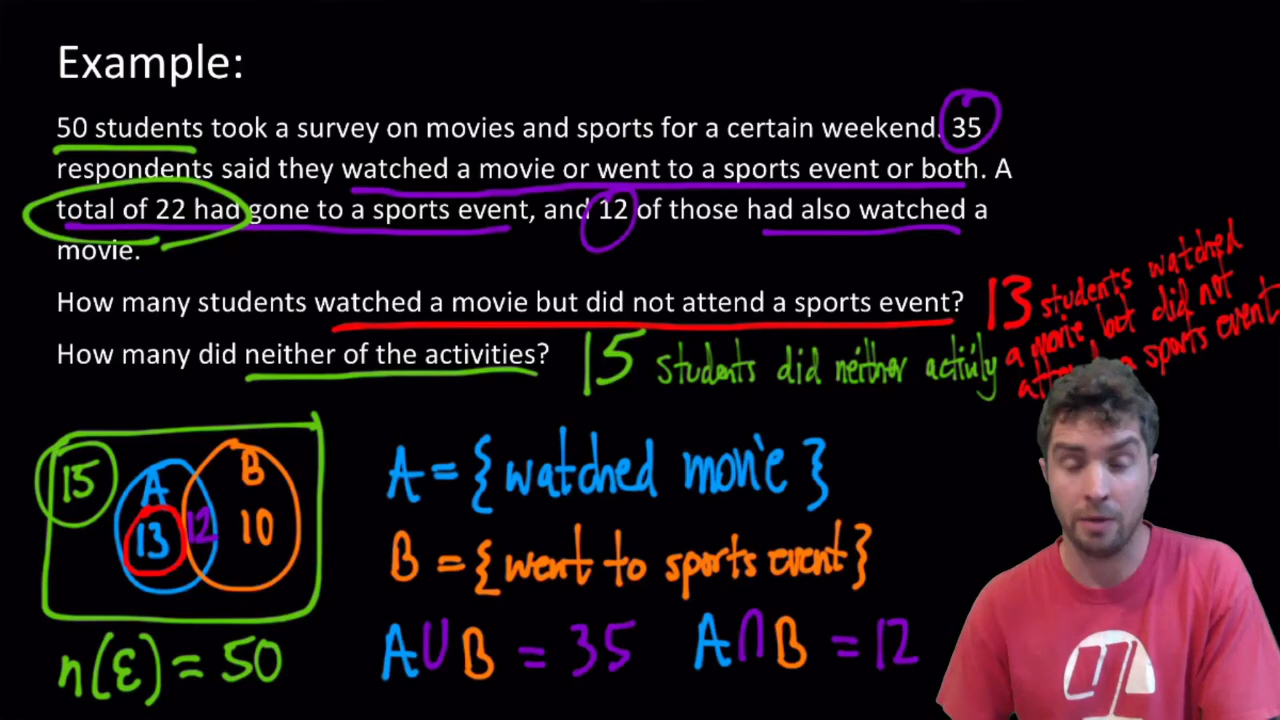 Example:
50 students took a survey on movies and sports for a certain weekend. 35
respondents said they watched a movie or went to a sports event or both. A
total of 22 had gone to a sports event, and 12 of those had also watched a
movie.
How many students watched a movie but did not attend a sports event?
13 students watched
a movie but did not
a sports event
How many did neither of the activities?
15 students did neither activity
15
A
B
13
12
10
n(ℰ) = 50
A = {watched movie}
B = {went to sports event}
A∪B = 35
A∩B = 12